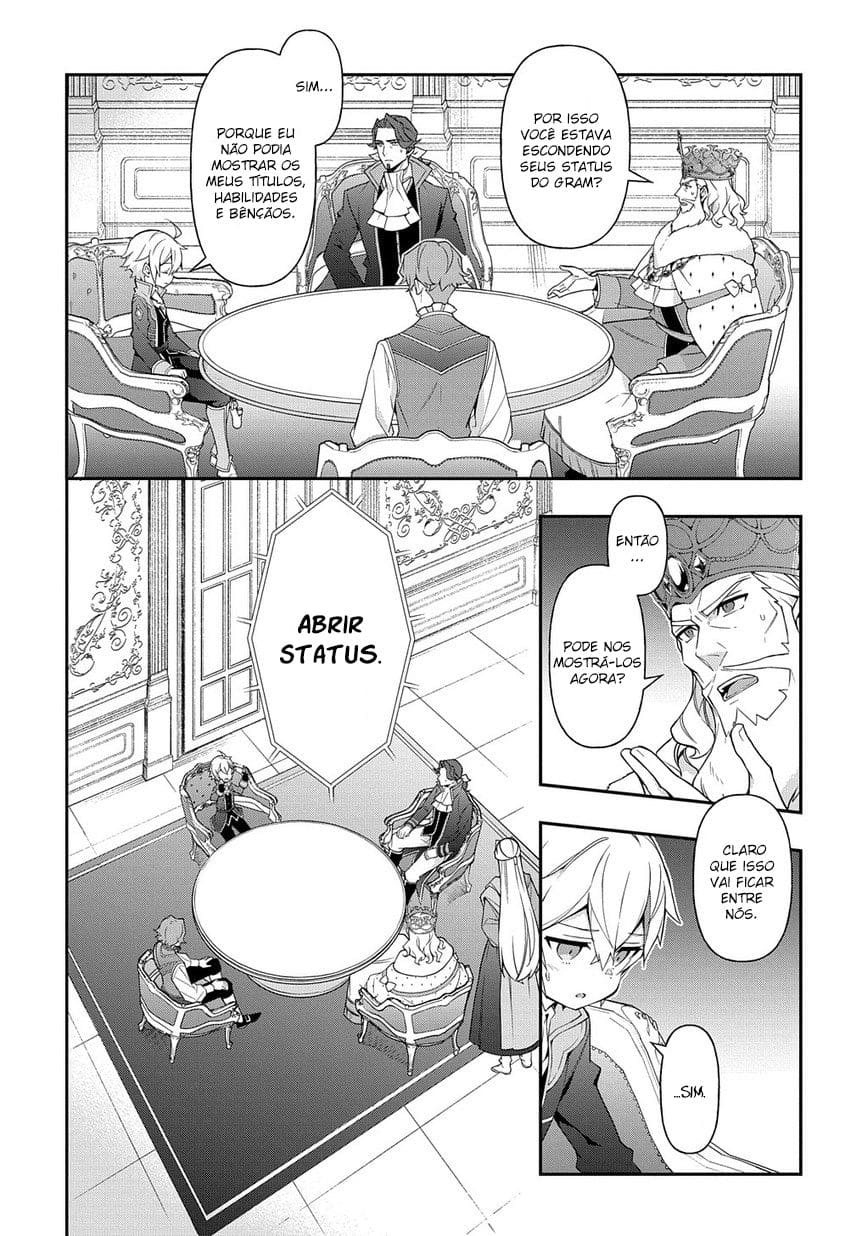 POR ISSO
VOCÊ ESTAVA
ESCONDENDO
SEUS STATUS
DO GRAM?
SIM...
PORQUE EU
NÃO PODIA
MOSTRAR OS
MEUS TÍTULOS,
HABILIDADES
E BÊNÇÃOS.
ENTÃO
...
PODE NOS
MOSTRÁ-LOS
AGORA?
CLARO
QUE ISSO
VAI FICAR
ENTRE
NÓS.
...SIM.
ABRIR
STATUS.